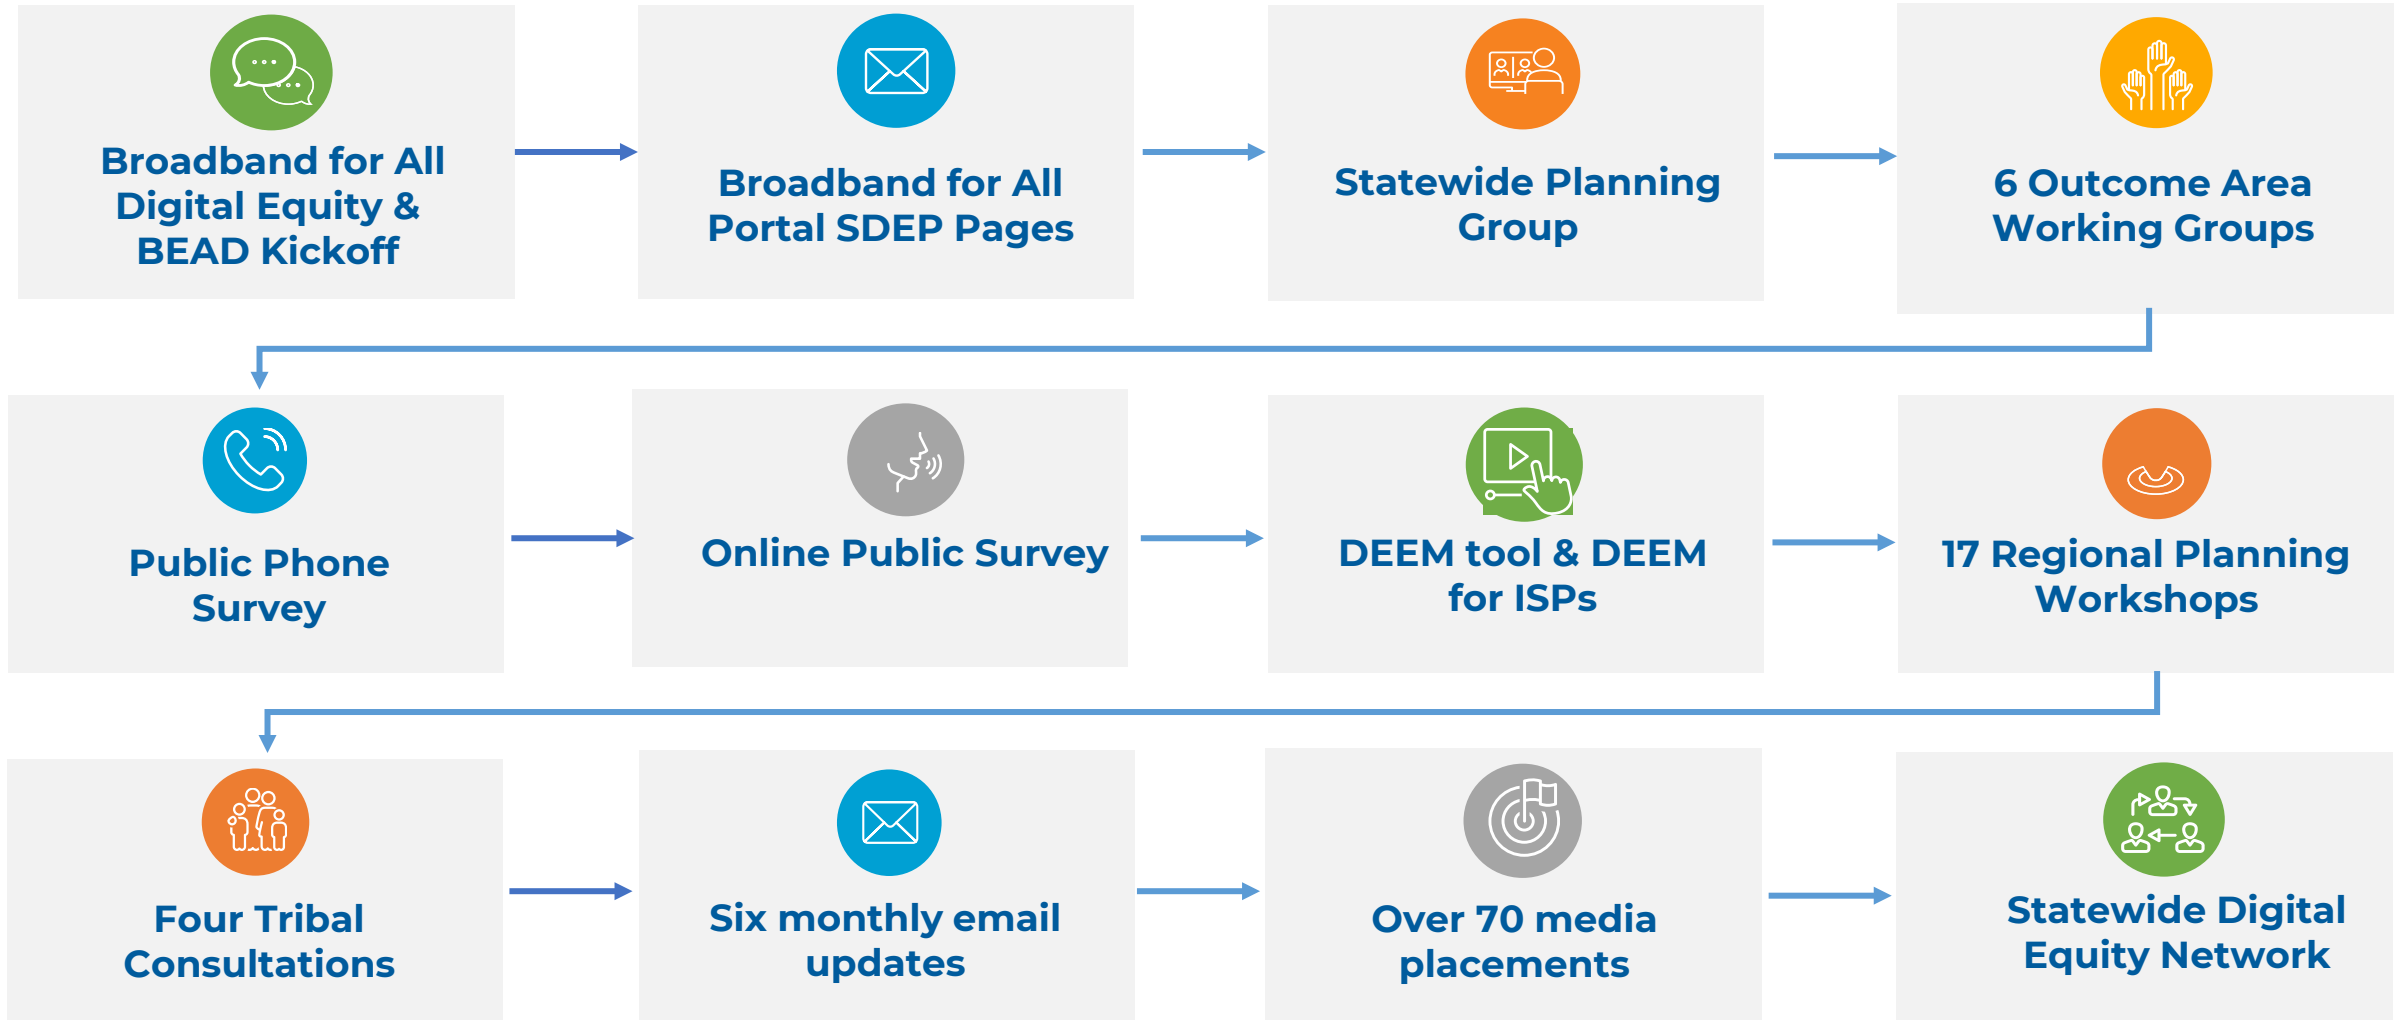 Broadband for All
Digital Equity &
BEAD Kickoff
Broadband for All
Portal SDEP Pages
Statewide Planning
Group
6 Outcome Area
Working Groups
Public Phone
Survey
Online Public Survey
DEEM tool & DEEM
for ISPs
17 Regional Planning
Workshops
Four Tribal
Consultations
Six monthly email
updates
Over 70 media
placements
Statewide Digital
Equity Network